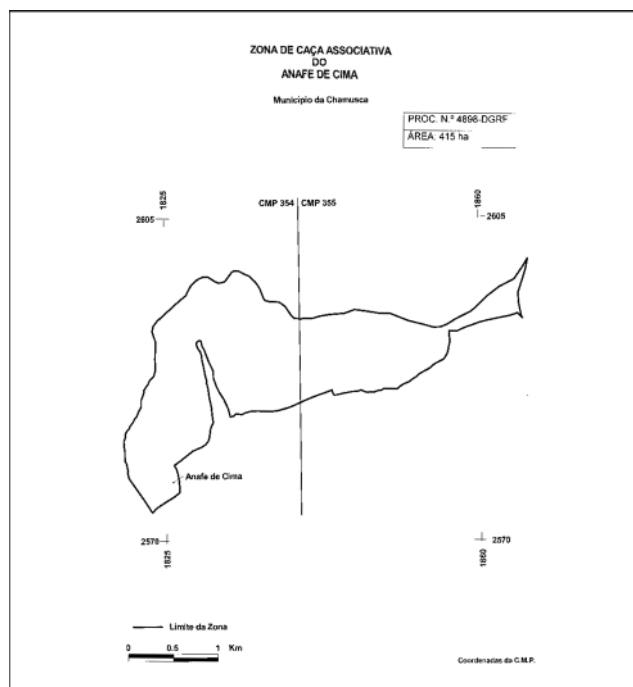 ZONA DE CAÇA ASSOCIATIVA
DO
ANAFE DE CIMA
Município da Chamusca
PROC. N.º 4898-DGRF
ÁREA: 415 ha
1825
1860
CMP 354 CMP 355
2605
2605
Anafe de Cima
2570
2570
1825
1860
Limite da Zona
0 0.5 1 Km
Coordenadas da C.M.P.